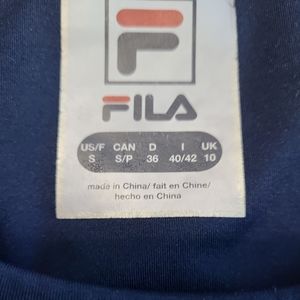 F
FILA
US/F CAN D I UK
S S/P 36 40/42 10
made in China/ fait en Chine/
hecho en China